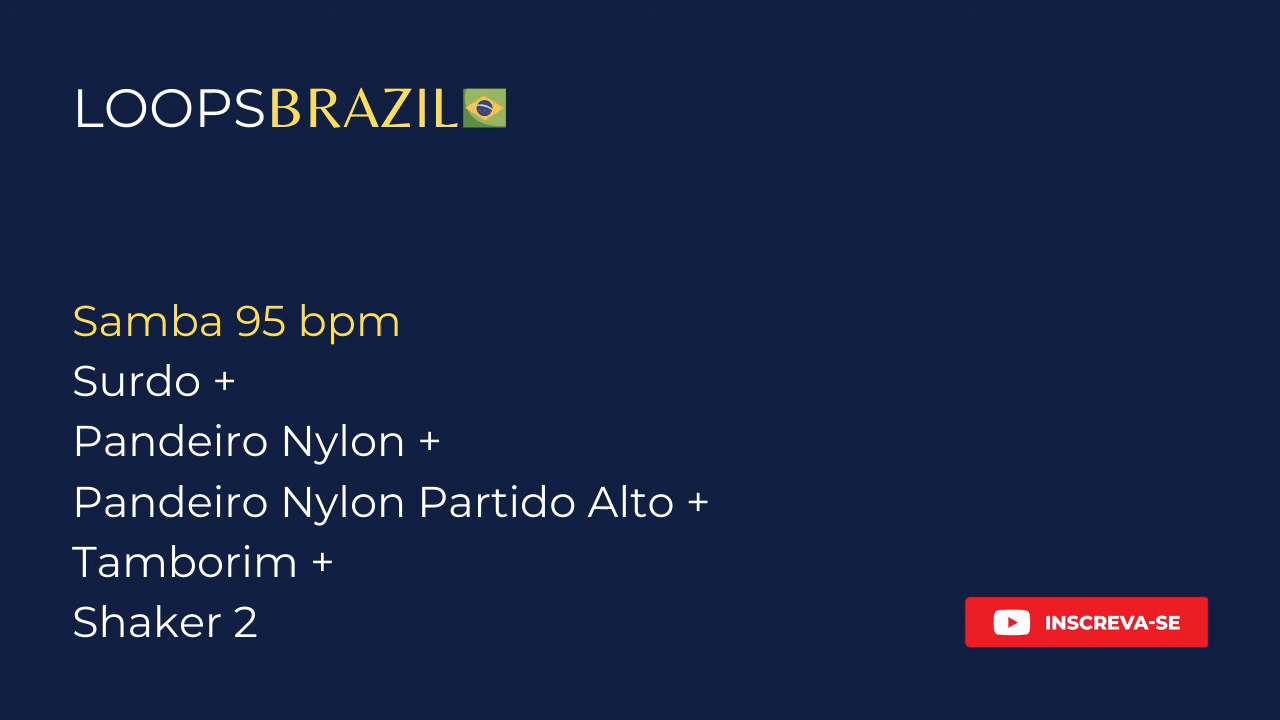 LOOPSBRAZIL
Samba 95 bpm
Surdo +
Pandeiro Nylon +
Pandeiro Nylon Partido Alto +
Tamborim +
Shaker 2
INSCREVA-SE